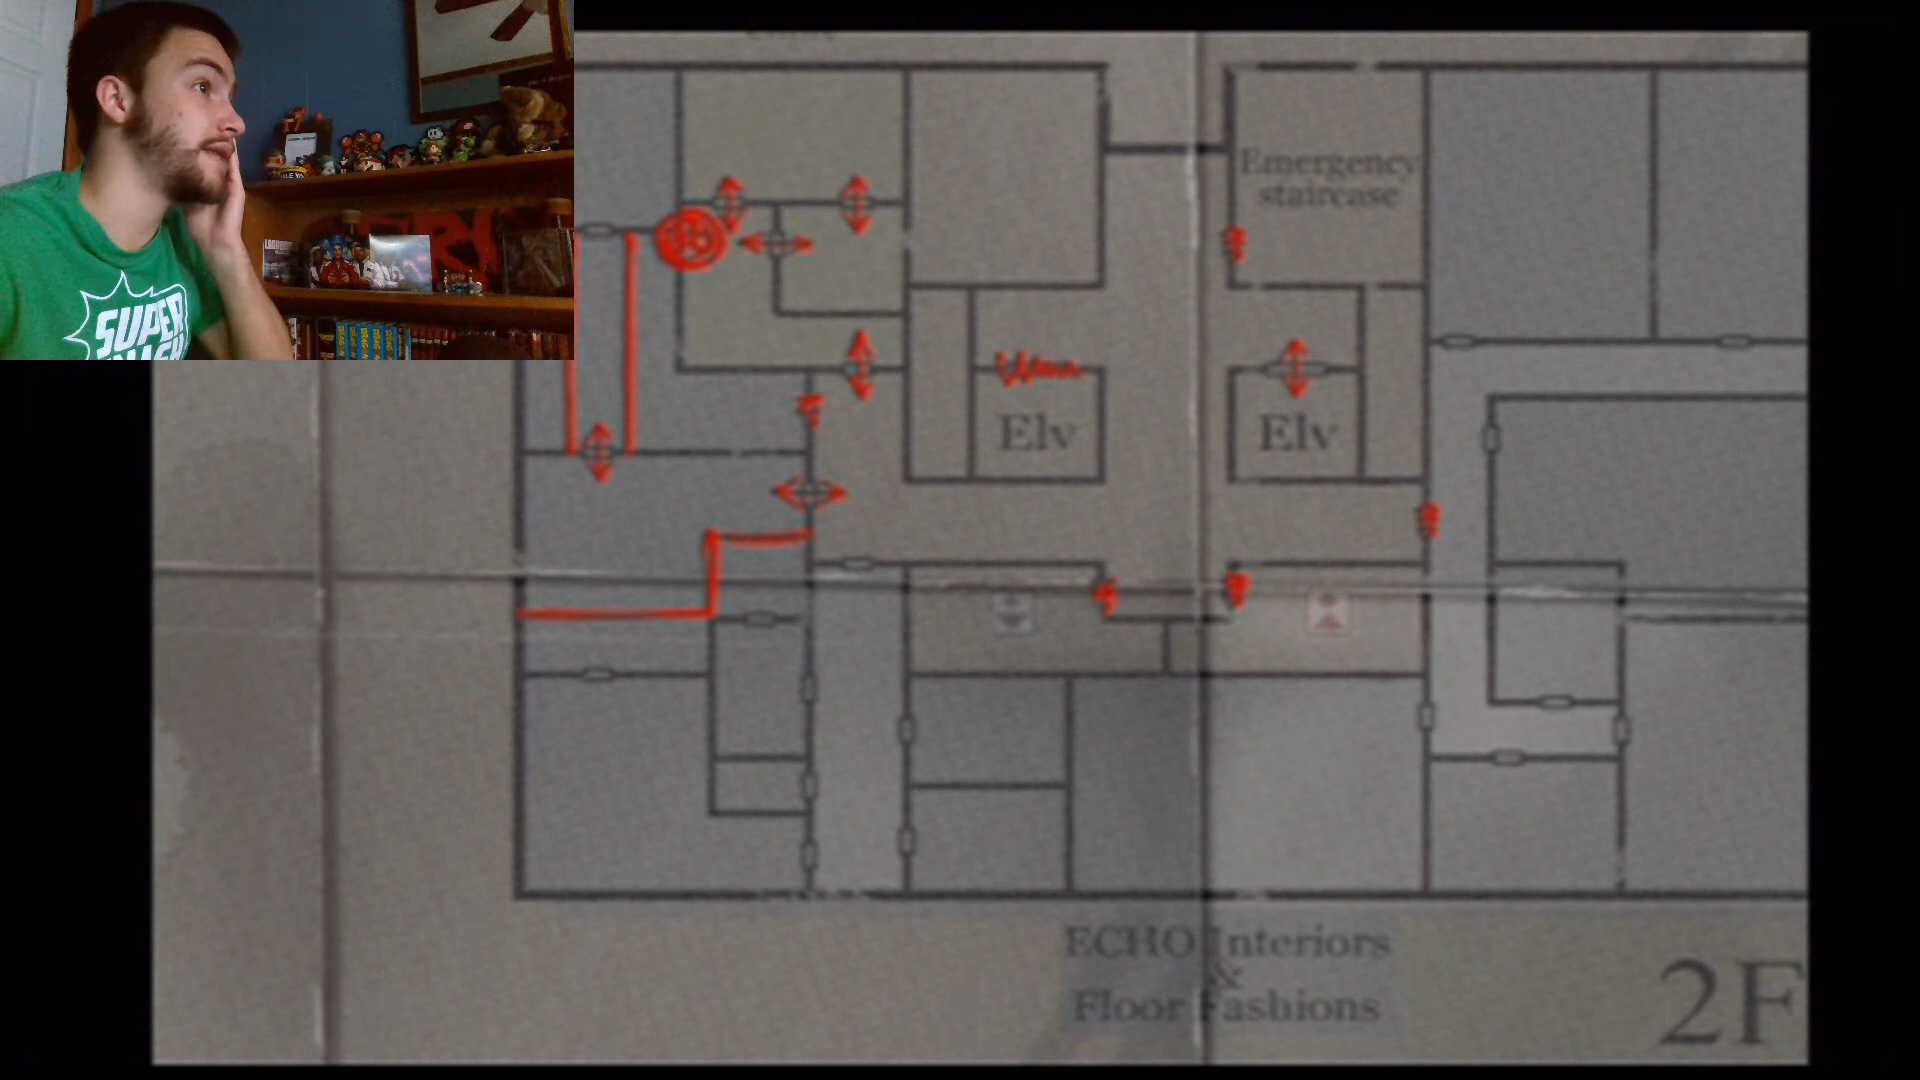 SUPER
Emergency
staircase
Elv
Elv
ECHO Interiors
&
Floor Fashions
2F